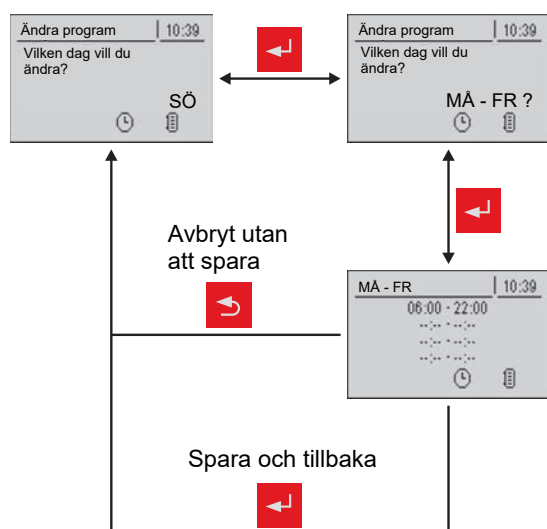 Ändra program
10:39
Vilken dag vill du
ändra?
SÖ
Ändra program
10:39
Vilken dag vill du
ändra?
MÅ - FR ?
Avbryt utan
att spara
MÅ - FR
10:39
06:00 - 22:00
--:-- - --:--
--:-- - --:--
--:-- - --:--
Spara och tillbaka